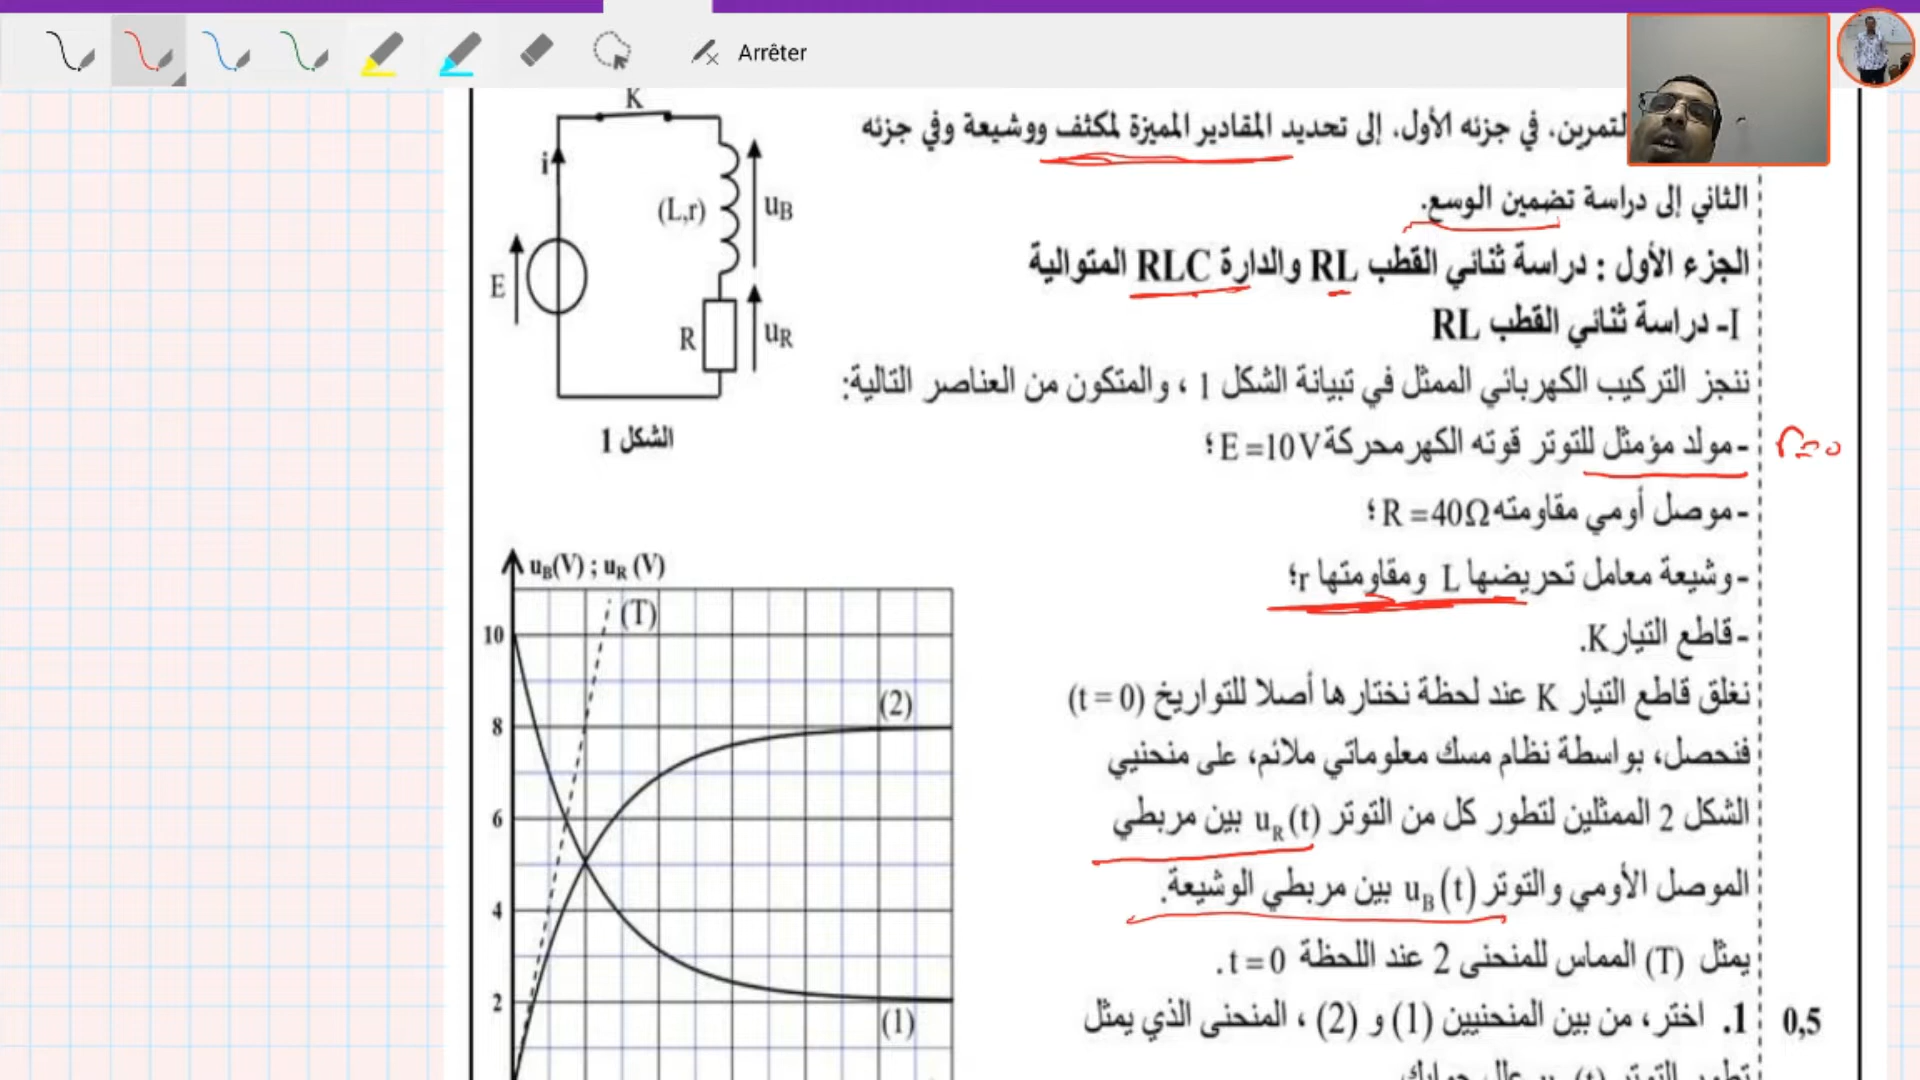 Arrêter
التمرين، في جزئه الأول، إلى تحديد المقادير المميزة لمكثف ووشيعة وفي جزئه
الثاني إلى دراسة تضمين الوسع.
الجزء الأول : دراسة ثنائي القطب RL والدارة RLC المتوالية
I- دراسة ثنائي القطب RL
ننجز التركيب الكهربائي الممثل في تبيانة الشكل 1 ، والمتكون من العناصر التالية:
- مولد مؤمثل للتوتر قوته الكهرمحركة E =10V ؛
r=0
- موصل أومي مقاومته R =40Ω ؛
- وشيعة معامل تحريضها L ومقاومتها r؛
- قاطع التيار K.
نغلق قاطع التيار K عند لحظة نختارها أصلا للتواريخ (t = 0)
فنحصل، بواسطة نظام مسك معلوماتي ملائم، على منحنيي
الشكل 2 الممثلين لتطور كل من التوتر uR(t) بين مربطي
الموصل الأومي والتوتر uB(t) بين مربطي الوشيعة.
يمثل (T) المماس للمنحنى 2 عند اللحظة t = 0 .
0,5
1. اختر، من بين المنحنيين (1) و (2) ، المنحنى الذي يمثل
K
i
(L,r)
uB
E
R
uR
الشكل 1
uB(V) ; uR (V)
(T)
10
(2)
8
6
4
2
(1)